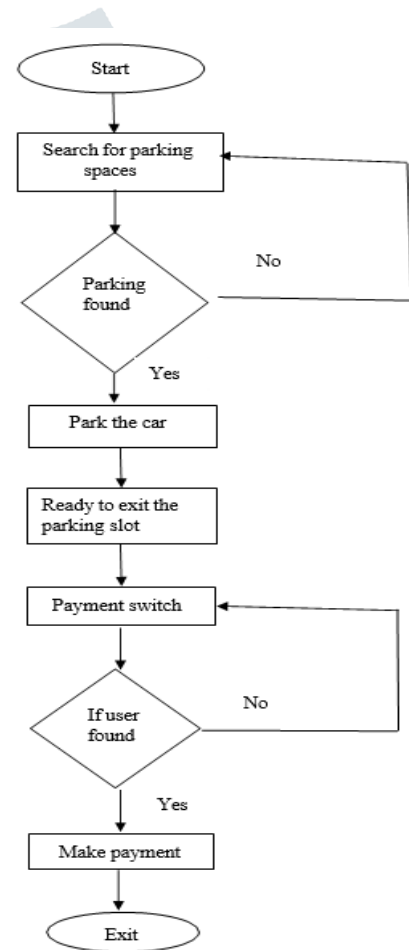 Start
Search for parking
spaces
Parking
found
No
Yes
Park the car
Ready to exit the
parking slot
Payment switch
If user
found
No
Yes
Make payment
Exit